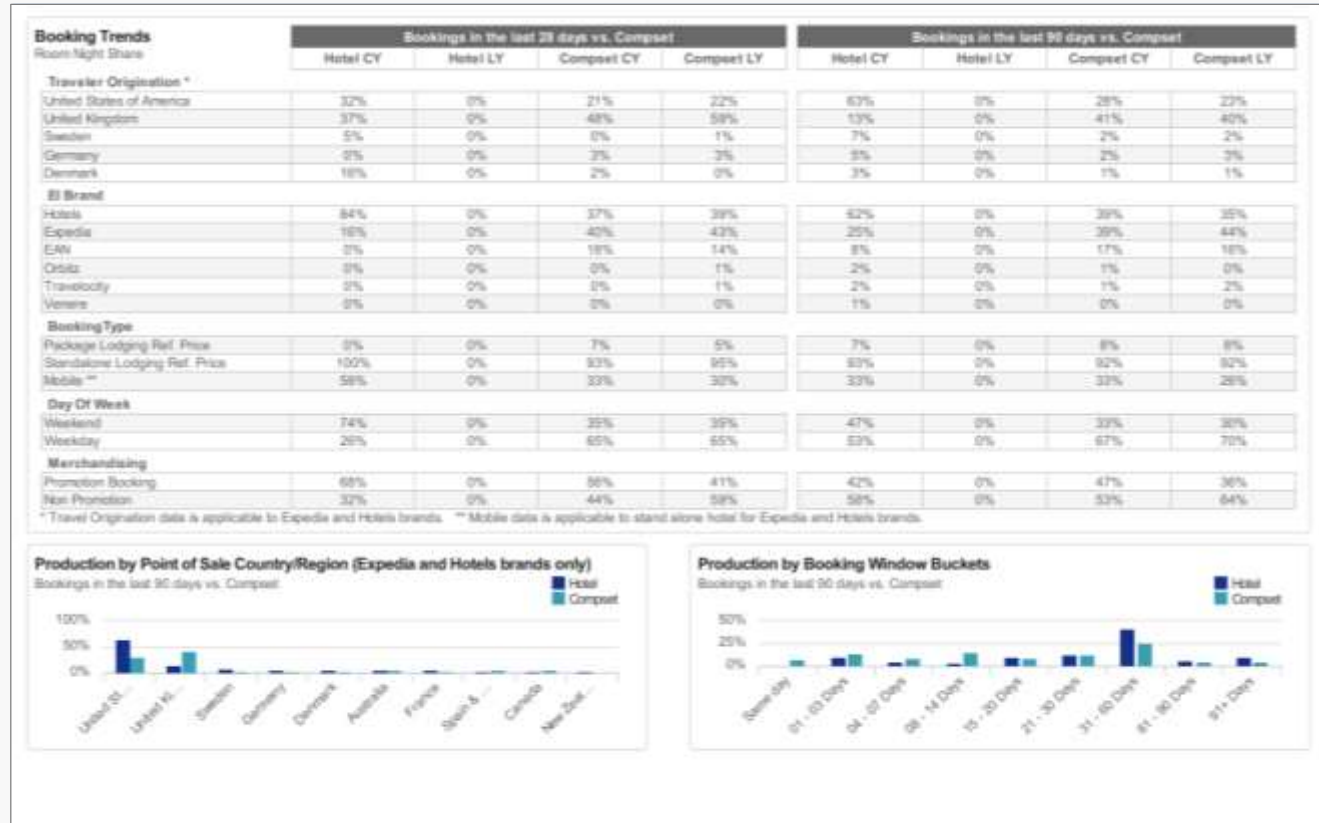 Booking Trends
Room Night Share
Bookings in the last 28 days vs. Compset
Bookings in the last 90 days vs. Compset
Hotel CY Hotel LY Compset CY Compset LY Hotel CY Hotel LY Compset CY Compset LY
Traveler Origination *
United States of America 32% 0% 21% 22% 63% 0% 28% 23%
United Kingdom 37% 0% 48% 59% 13% 0% 41% 40%
Sweden 5% 0% 0% 1% 7% 0% 2% 2%
Germany 0% 0% 3% 3% 5% 0% 2% 3%
Denmark 16% 0% 2% 0% 3% 0% 1% 1%
EI Brand
Hotels 84% 0% 37% 39% 62% 0% 39% 35%
Expedia 16% 0% 40% 43% 25% 0% 39% 44%
EAN 0% 0% 14% 8% 0% 17%
Orbitz 0% 0% 0% 1% 2% 0% 1% 0%
Travelocity 0% 0% 0% 1% 2% 0% 1% 2%
Venere 0% 0% 0% 0% 1% 0% 0% 0%
BookingType
Package Lodging Ref. Price 0% 0% 7% 5% 7% 0% 8% 8%
Standalone Lodging Ref. Price 100% 0% 93% 95% 93% 0% 92% 92%
Mobile ** 58% 0% 33% 30% 33% 0% 33%
Day Of Week
Weekend 74% 0% 35% 35% 47% 0% 33% 30%
Weekday 26% 0% 65% 65% 53% 0% 67% 70%
Merchandising
Promotion Booking 68% 0% 56% 41% 42% 0% 47% 36%
Non Promotion 32% 0% 44% 59% 58% 0% 53% 64%
* Travel Origination data is applicable to Expedia and Hotels brands. ** Mobile data is applicable to stand alone hotel for Expedia and Hotels brands.
Production by Point of Sale Country/Region (Expedia and Hotels brands only)
Bookings in the last 90 days vs. Compset
Hotel
Compset
100%
50%
0%
United St... United Ki... Sweden Germany Denmark Australia France Spain & ... Canada New Zeal...
Production by Booking Window Buckets
Bookings in the last 90 days vs. Compset
Hotel
Compset
50%
25%
0%
Same day 01 - 03 Days 04 - 07 Days 08 - 14 Days 15 - 20 Days 21 - 30 Days 31 - 60 Days 61 - 90 Days 91+ Days